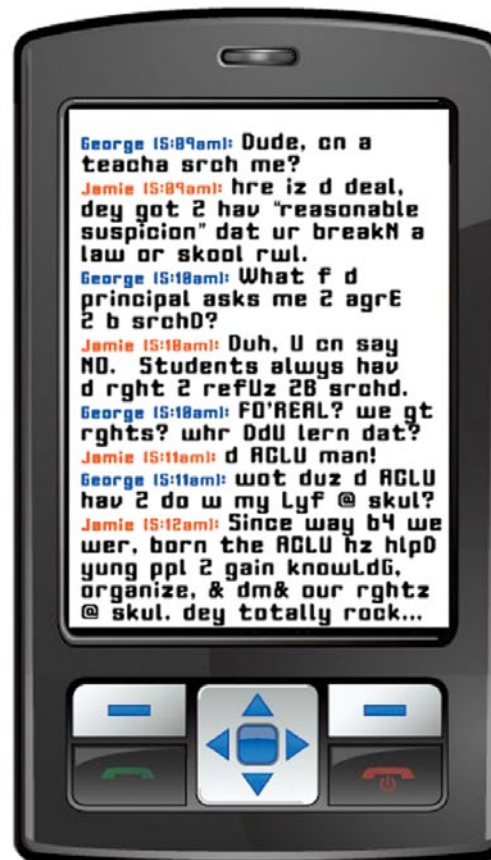 George (5:09am): Dude, cn a
teacha srch me?
Jamie (5:09am): hre iz d deal,
dey got 2 hav "reasonable
suspicion" dat ur breakN a
law or skool rwl.
George (5:10am): What f d
principal asks me 2 agrE
2 b srchD?
Jamie (5:10am): Duh, U cn say
NO. Students alwys hav
d rght 2 refUz 2B srchd.
George (5:10am): FO'REAL? we gt
rghts? whr DdU lern dat?
Jamie (5:11am): d ACLU man!
George (5:11am): wot duz d ACLU
hav 2 do w my Lyf @ skul?
Jamie (5:12am): Since way b4 we
wer, born the ACLU hz hlpD
yung ppl 2 gain knowLdG,
organize, & dm& our rghtz
@ skul. dey totally rock...